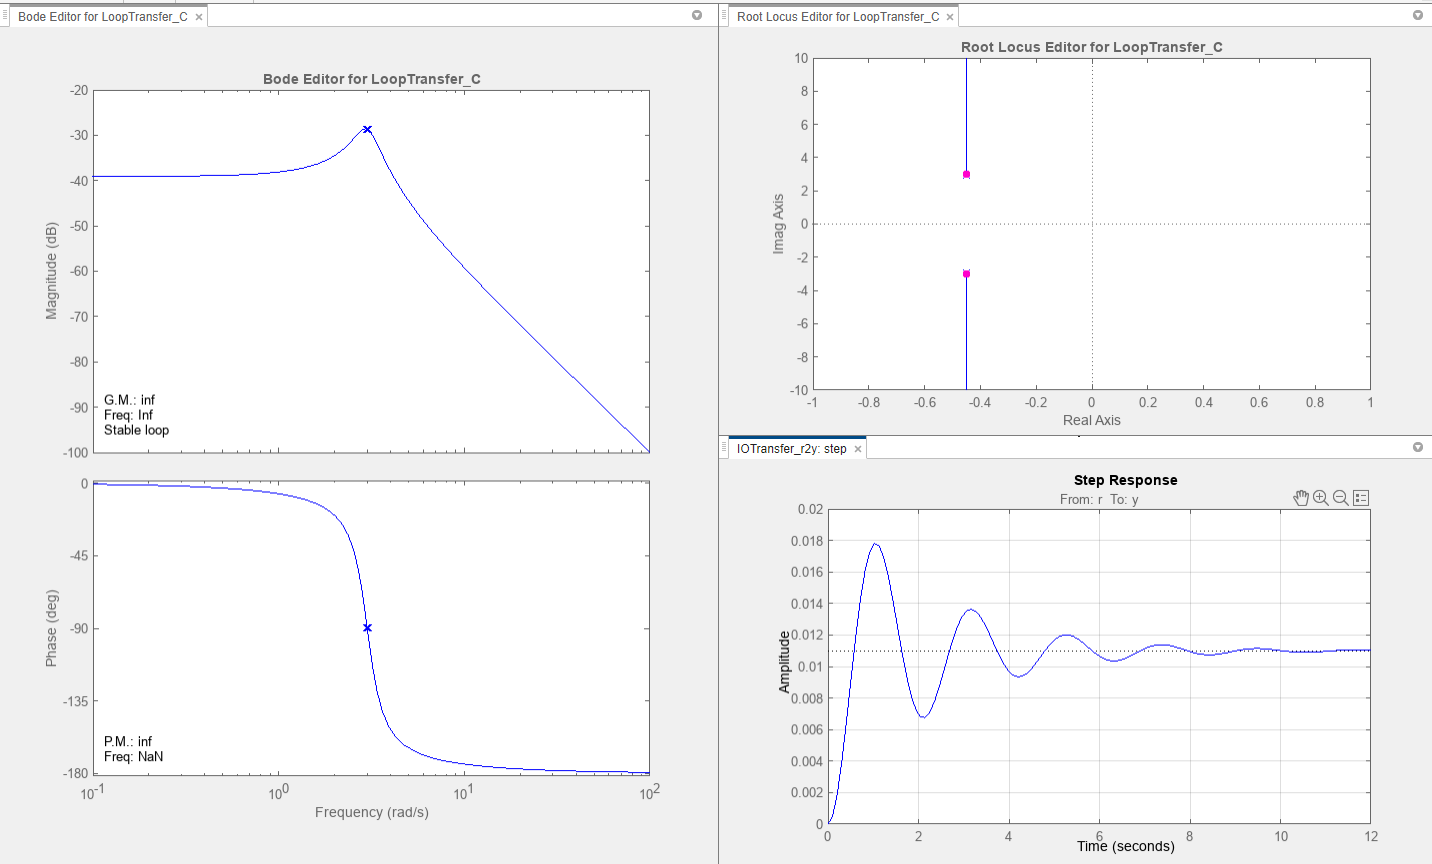 Bode Editor for LoopTransfer_C ×
Bode Editor for LoopTransfer_C
-20
-30
-40
-50
-60
-70
-80
-90
-100
Magnitude (dB)
G.M.: inf
Freq: Inf
Stable loop
0
-45
-90
-135
-180
Phase (deg)
P.M.: inf
Freq: NaN
10-1 100 101 102
Frequency (rad/s)
Root Locus Editor for LoopTransfer_C ×
Root Locus Editor for LoopTransfer_C
10
8
6
4
2
0
-2
-4
-6
-8
-10
Imag Axis
-1 -0.8 -0.6 -0.4 -0.2 0 0.2 0.4 0.6 0.8 1
Real Axis
IOTransfer_r2y: step ×
Step Response
From: r To: y
0.02
0.018
0.016
0.014
0.012
0.01
0.008
0.006
0.004
0.002
0
Amplitude
0 2 4 6 8 10 12
Time (seconds)